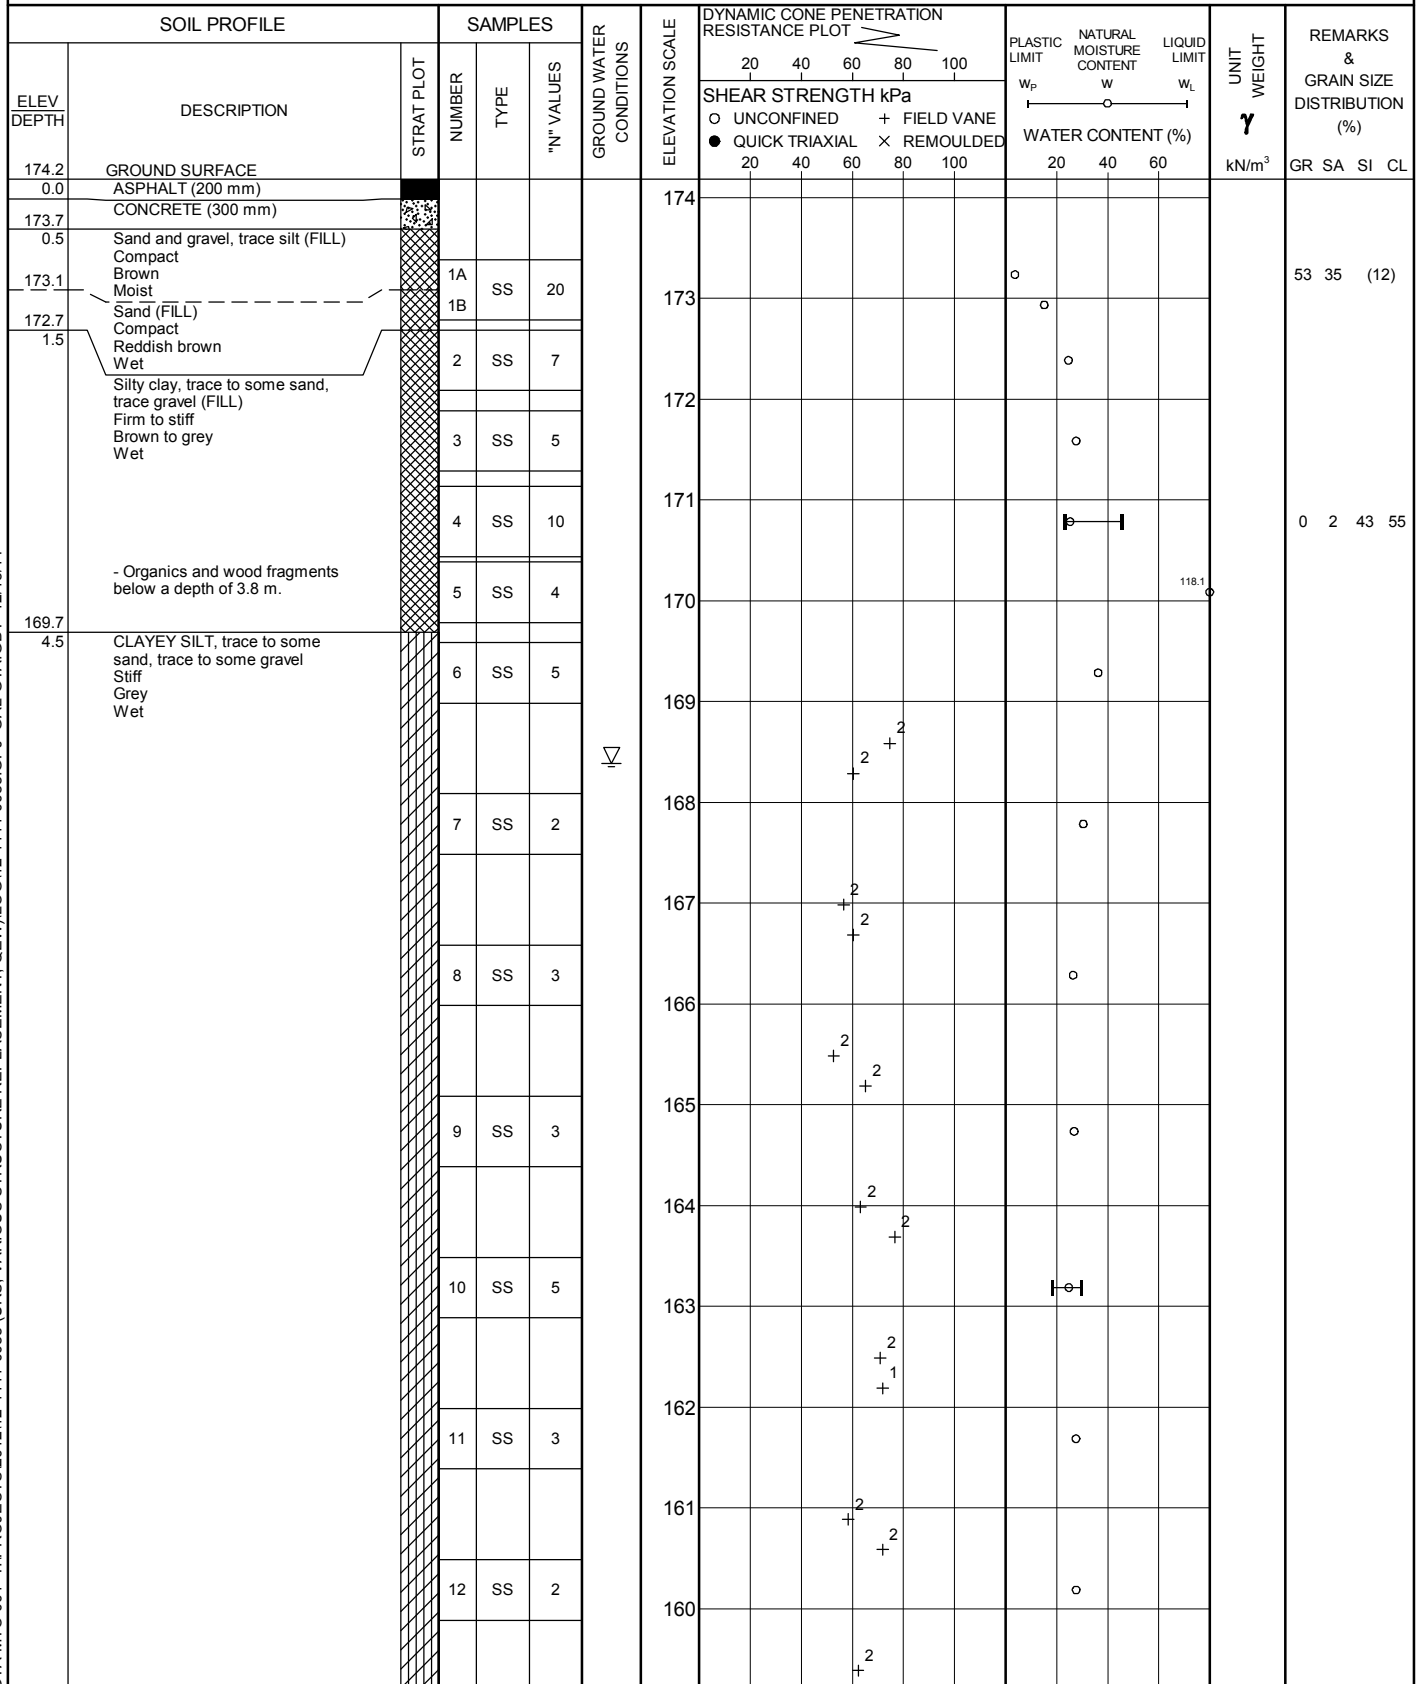 SOIL PROFILE
SAMPLES
GROUND WATER
CONDITIONS
ELEVATION SCALE
DYNAMIC CONE PENETRATION
RESISTANCE PLOT
20 40 60 80 100
SHEAR STRENGTH kPa
O UNCONFINED + FIELD VANE
● QUICK TRIAXIAL × REMOULDED
20 40 60 80 100
PLASTIC
LIMIT
NATURAL
MOISTURE
CONTENT
LIQUID
LIMIT
WP W WL
WATER CONTENT (%)
20 40 60
UNIT
WEIGHT
γ
kN/m³
REMARKS
&
GRAIN SIZE
DISTRIBUTION
(%)
GR SA SI CL
ELEV
DEPTH
DESCRIPTION
STRAT PLOT
NUMBER
TYPE
"N" VALUES
174.2 GROUND SURFACE
0.0 ASPHALT (200 mm)
174
CONCRETE (300 mm)
173.7
0.5 Sand and gravel, trace silt (FILL)
Compact
Brown
Moist
173.1
1A
1B
SS 20
53 35 (12)
173
Sand (FILL)
Compact
Reddish brown
Wet
172.7
1.5
2 SS 7
Silty clay, trace to some sand,
trace gravel (FILL)
Firm to stiff
Brown to grey
Wet
172
3 SS 5
171
4 SS 10
0 2 43 55
- Organics and wood fragments
below a depth of 3.8 m.
5 SS 4
118.1
170
169.7
4.5 CLAYEY SILT, trace to some
sand, trace to some gravel
Stiff
Grey
Wet
6 SS 5
169
2
2
168
7 SS 2
2
167
2
8 SS 3
166
2
2
165
9 SS 3
2
164
2
10 SS 5
163
2
1
162
11 SS 3
2
161
2
12 SS 2
160
2